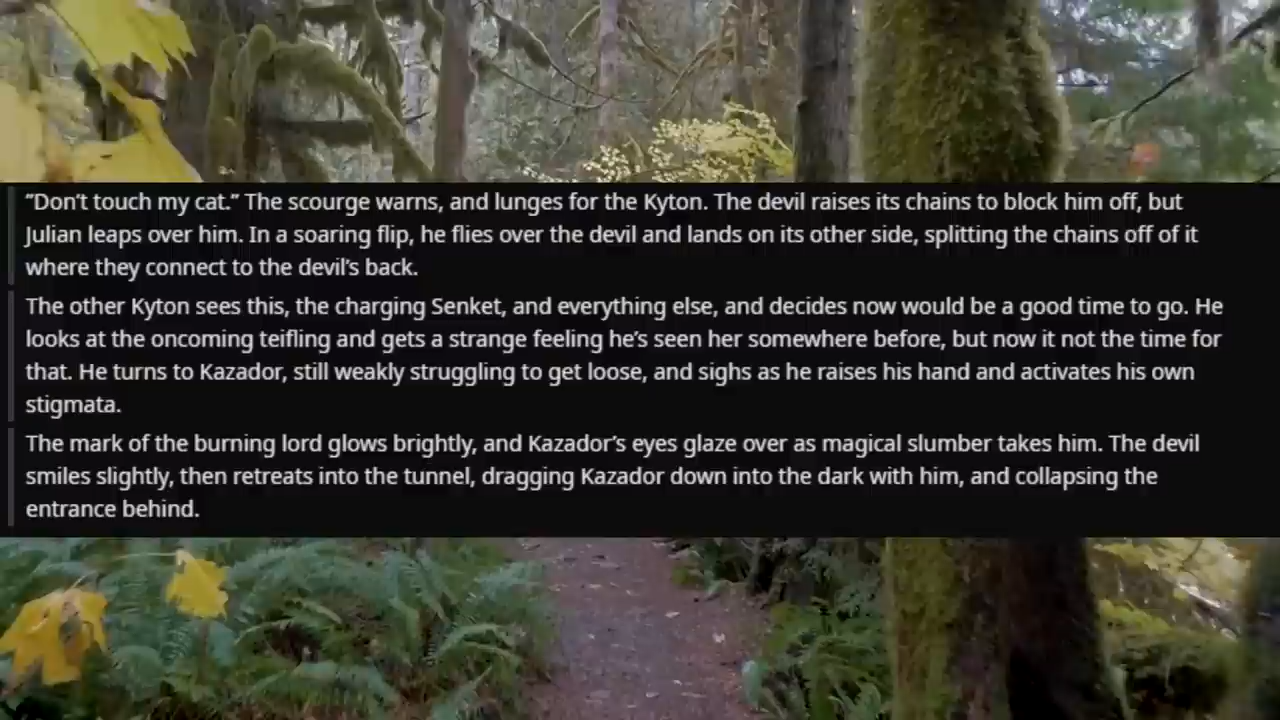 “Don’t touch my cat.” The scourge warns, and lunges for the Kyton. The devil raises its chains to block him off, but
Julian leaps over him. In a soaring flip, he flies over the devil and lands on its other side, splitting the chains off of it
where they connect to the devil’s back.
The other Kyton sees this, the charging Senket, and everything else, and decides now would be a good time to go. He
looks at the oncoming teifling and gets a strange feeling he’s seen her somewhere before, but now it not the time for
that. He turns to Kazador, still weakly struggling to get loose, and sighs as he raises his hand and activates his own
stigmata.
The mark of the burning lord glows brightly, and Kazador’s eyes glaze over as magical slumber takes him. The devil
smiles slightly, then retreats into the tunnel, dragging Kazador down into the dark with him, and collapsing the
entrance behind.